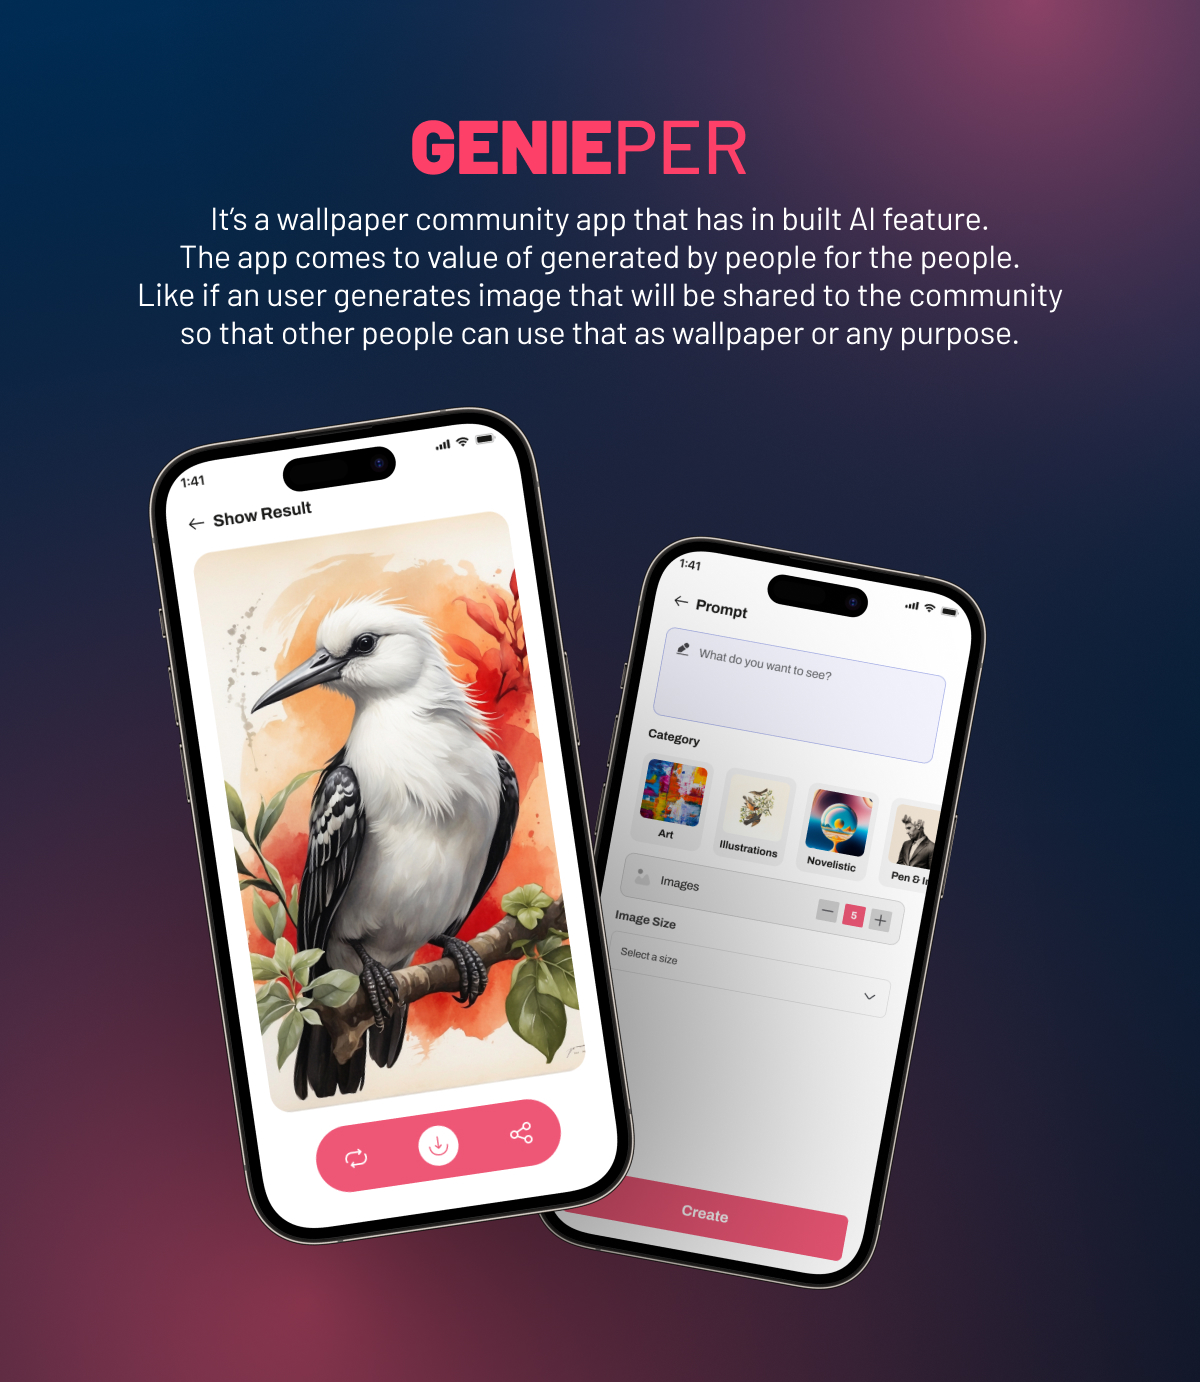 GENIEPER
It's a wallpaper community app that has in built AI feature.
The app comes to value of generated by people for the people.
Like if an user generates image that will be shared to the community
so that other people can use that as wallpaper or any purpose.
1:41
Show Result
1:41
Prompt
What do you want to see?
Category
Art
Illustrations
Novelistic
Pen &
Images
5
Image Size
Select a size
Create